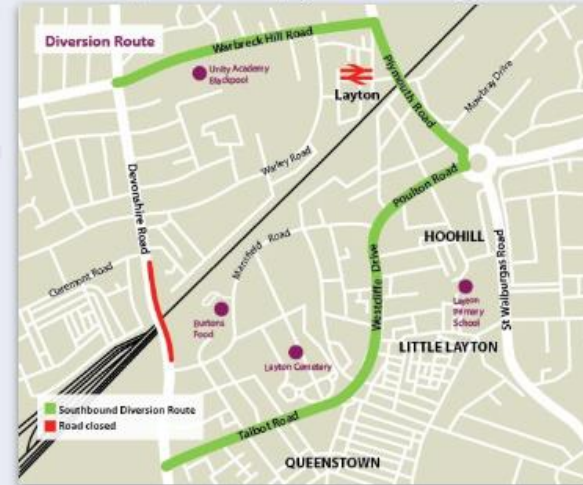 Diversion Route
Warbreck Hill Road
Unity Academy
Blackpool
Layton
Plymouth Road
Mowbray Drive
Warley Road
Devonshire Road
Poulton Road
Mansfield Road
HOOHILL
Claremont Road
Westcliffe Drive
St Walburgas Road
Layton
Primary
School
Burtons
Food
LITTLE LAYTON
Layton Cemetery
Southbound Diversion Route
Road closed
Talbot Road
QUEENSTOWN